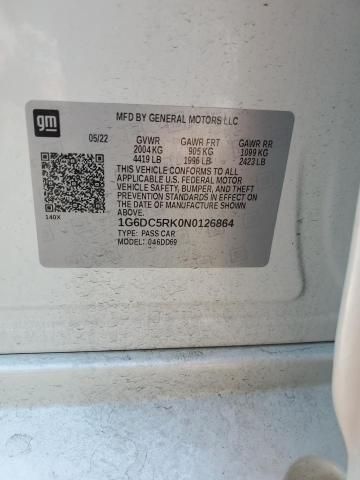 gm
MFD BY GENERAL MOTORS LLC
05/22 GVWR GAWR FRT GAWR RR
2004 KG 905 KG 1099 KG
4419 LB 1996 LB 2423 LB
THIS VEHICLE CONFORMS TO ALL
APPLICABLE U.S. FEDERAL MOTOR
VEHICLE SAFETY, BUMPER, AND THEFT
PREVENTION STANDARDS IN EFFECT ON
THE DATE OF MANUFACTURE SHOWN
ABOVE.
140X
1G6DC5RK0N0126864
TYPE: PASS CAR
MODEL: 046DD69